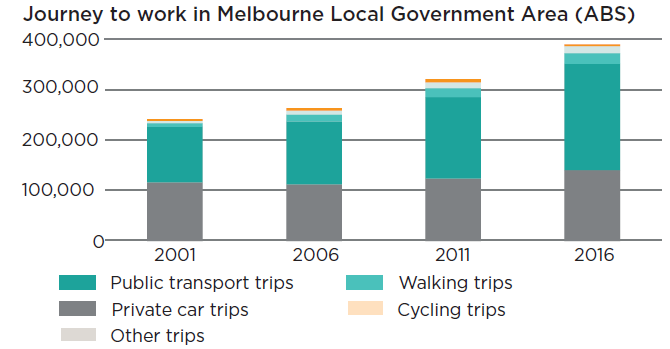 Journey to work in Melbourne Local Government Area (ABS)
400,000
300,000
200,000
100,000
0
2001 2006 2011 2016
Public transport trips Walking trips
Private car trips Cycling trips
Other trips